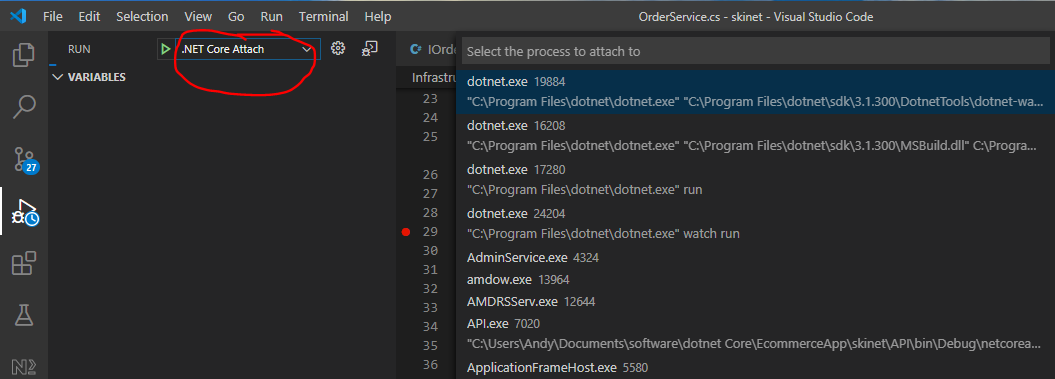 File Edit Selection View Go Run Terminal Help OrderService.cs - skinet - Visual Studio Code
RUN .NET Core Attach
VARIABLES
27
C# IOrde
Infrastru
23
24
25
26
27
28
29
30
31
32
33
34
35
36
Select the process to attach to
dotnet.exe 19884
"C:\Program Files\dotnet\dotnet.exe" "C:\Program Files\dotnet\sdk\3.1.300\DotnetTools\dotnet-wa...
dotnet.exe 16208
"C:\Program Files\dotnet\dotnet.exe" "C:\Program Files\dotnet\sdk\3.1.300\MSBuild.dll" C:\Progra...
dotnet.exe 17280
"C:\Program Files\dotnet\dotnet.exe" run
dotnet.exe 24204
"C:\Program Files\dotnet\dotnet.exe" watch run
AdminService.exe 4324
amdow.exe 13964
AMDRSServ.exe 12644
API.exe 7020
"C:\Users\Andy\Documents\software\dotnet Core\EcommerceApp\skinet\API\bin\Debug\netcorea...
ApplicationFrameHost.exe 5580